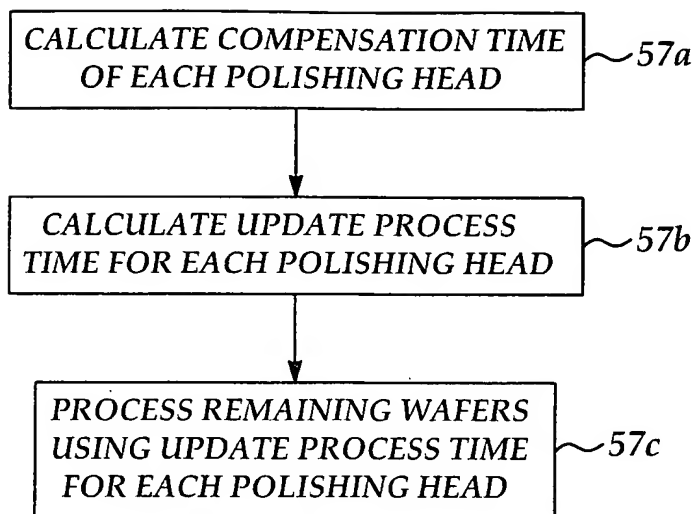 CALCULATE COMPENSATION TIME
OF EACH POLISHING HEAD
57a
CALCULATE UPDATE PROCESS
TIME FOR EACH POLISHING HEAD
57b
PROCESS REMAINING WAFERS
USING UPDATE PROCESS TIME
FOR EACH POLISHING HEAD
57c